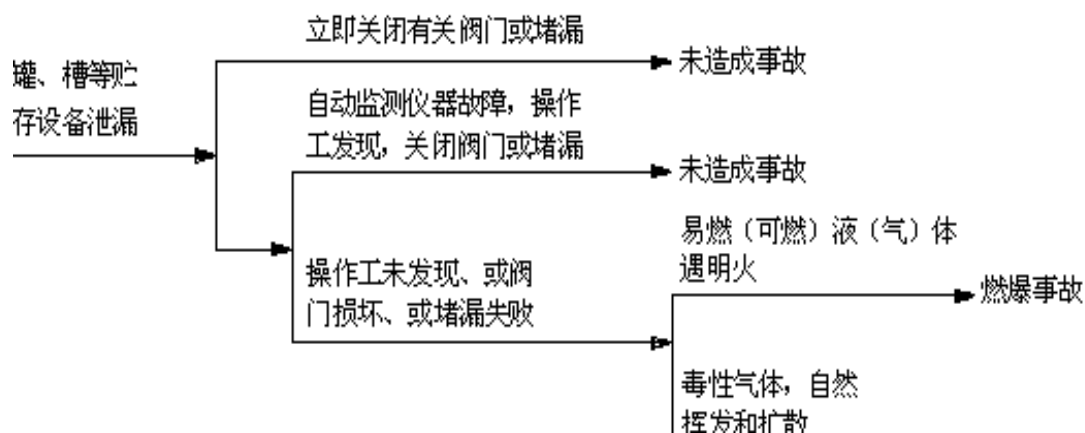 立即关闭有关阀门或堵漏
罐、槽等贮
存设备泄漏
未造成事故
自动监测仪器故障，操作
工发现，关闭阀门或堵漏
未造成事故
操作工未发现、或阀
门损坏、或堵漏失败
易燃（可燃）液（气）体
遇明火
燃爆事故
毒性气体，自然
挥发和扩散